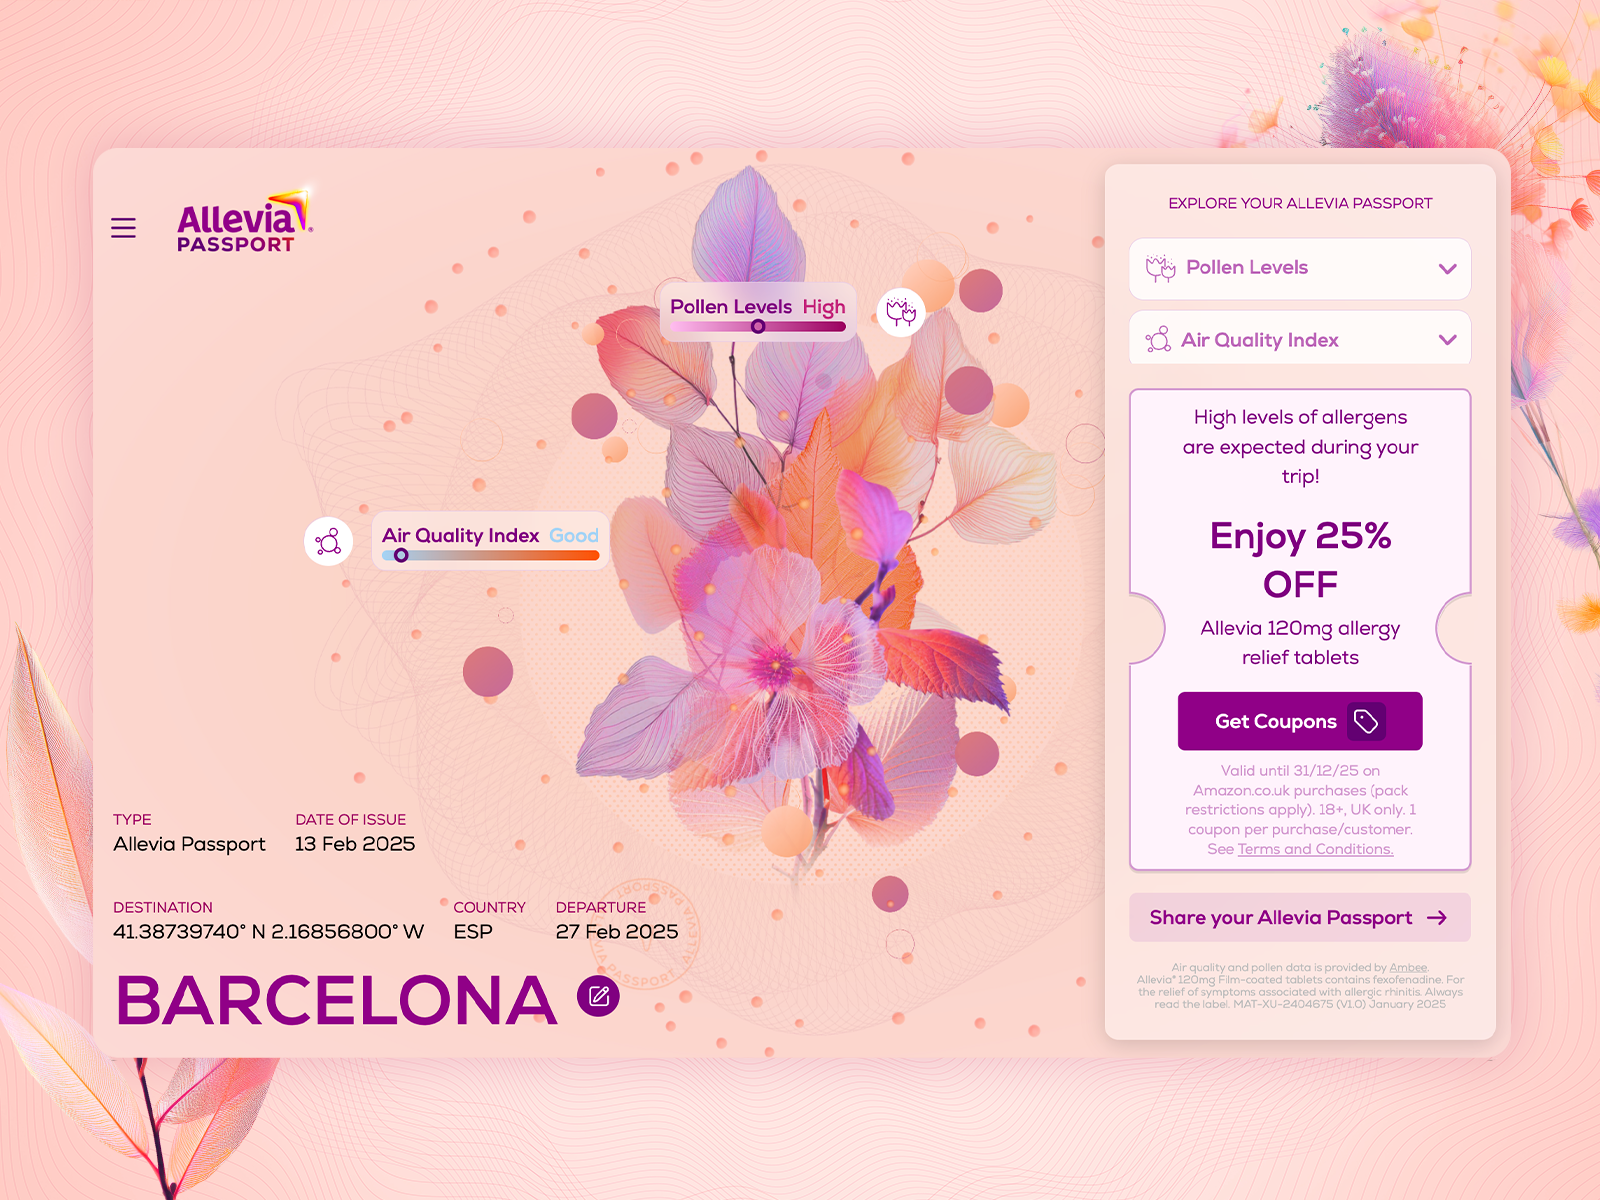 Allevia
PASSPORT
Pollen Levels High
Air Quality Index Good
TYPE
Allevia Passport
DATE OF ISSUE
13 Feb 2025
DESTINATION
41.38739740° N 2.16856800° W
COUNTRY
ESP
DEPARTURE
27 Feb 2025
BARCELONA
EXPLORE YOUR ALLEVIA PASSPORT
Pollen Levels
Air Quality Index
High levels of allergens
are expected during your
trip!
Enjoy 25%
OFF
Allevia 120mg allergy
relief tablets
Get Coupons
Valid until 31/12/25 on
Amazon.co.uk purchases (pack
restrictions apply). 18+, UK only. 1
coupon per purchase/customer.
See Terms and Conditions.
Share your Allevia Passport
Air quality and pollen data is provided by Ambee.
Allevia® 120mg Film-coated tablets contains fexofenadine. For
the relief of symptoms associated with allergic rhinitis. Always
read the label. MAT-XU-2404675 (V1.0) January 2025